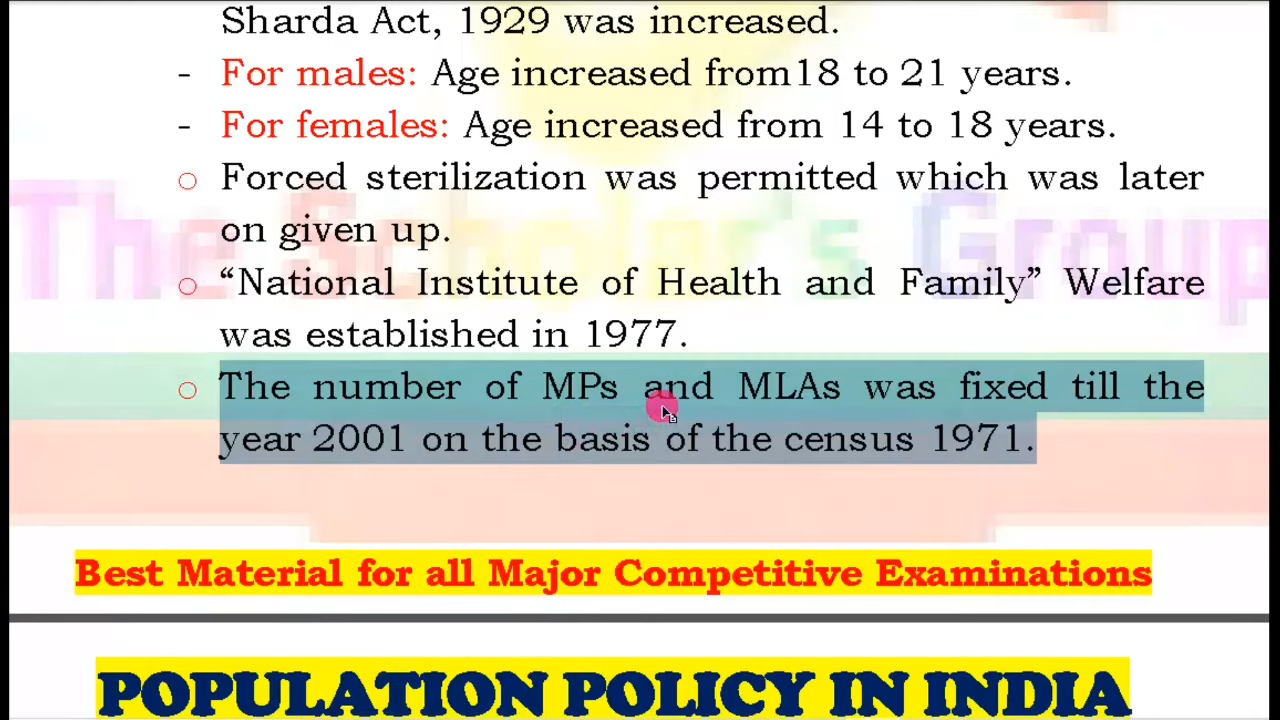 Sharda Act, 1929 was increased.
- For males: Age increased from18 to 21 years.
- For females: Age increased from 14 to 18 years.
o Forced sterilization was permitted which was later
on given up.
o “National Institute of Health and Family” Welfare
was established in 1977.
o The number of MPs and MLAs was fixed till the
year 2001 on the basis of the census 1971.
The Scholar's Group
Best Material for all Major Competitive Examinations
POPULATION POLICY IN INDIA